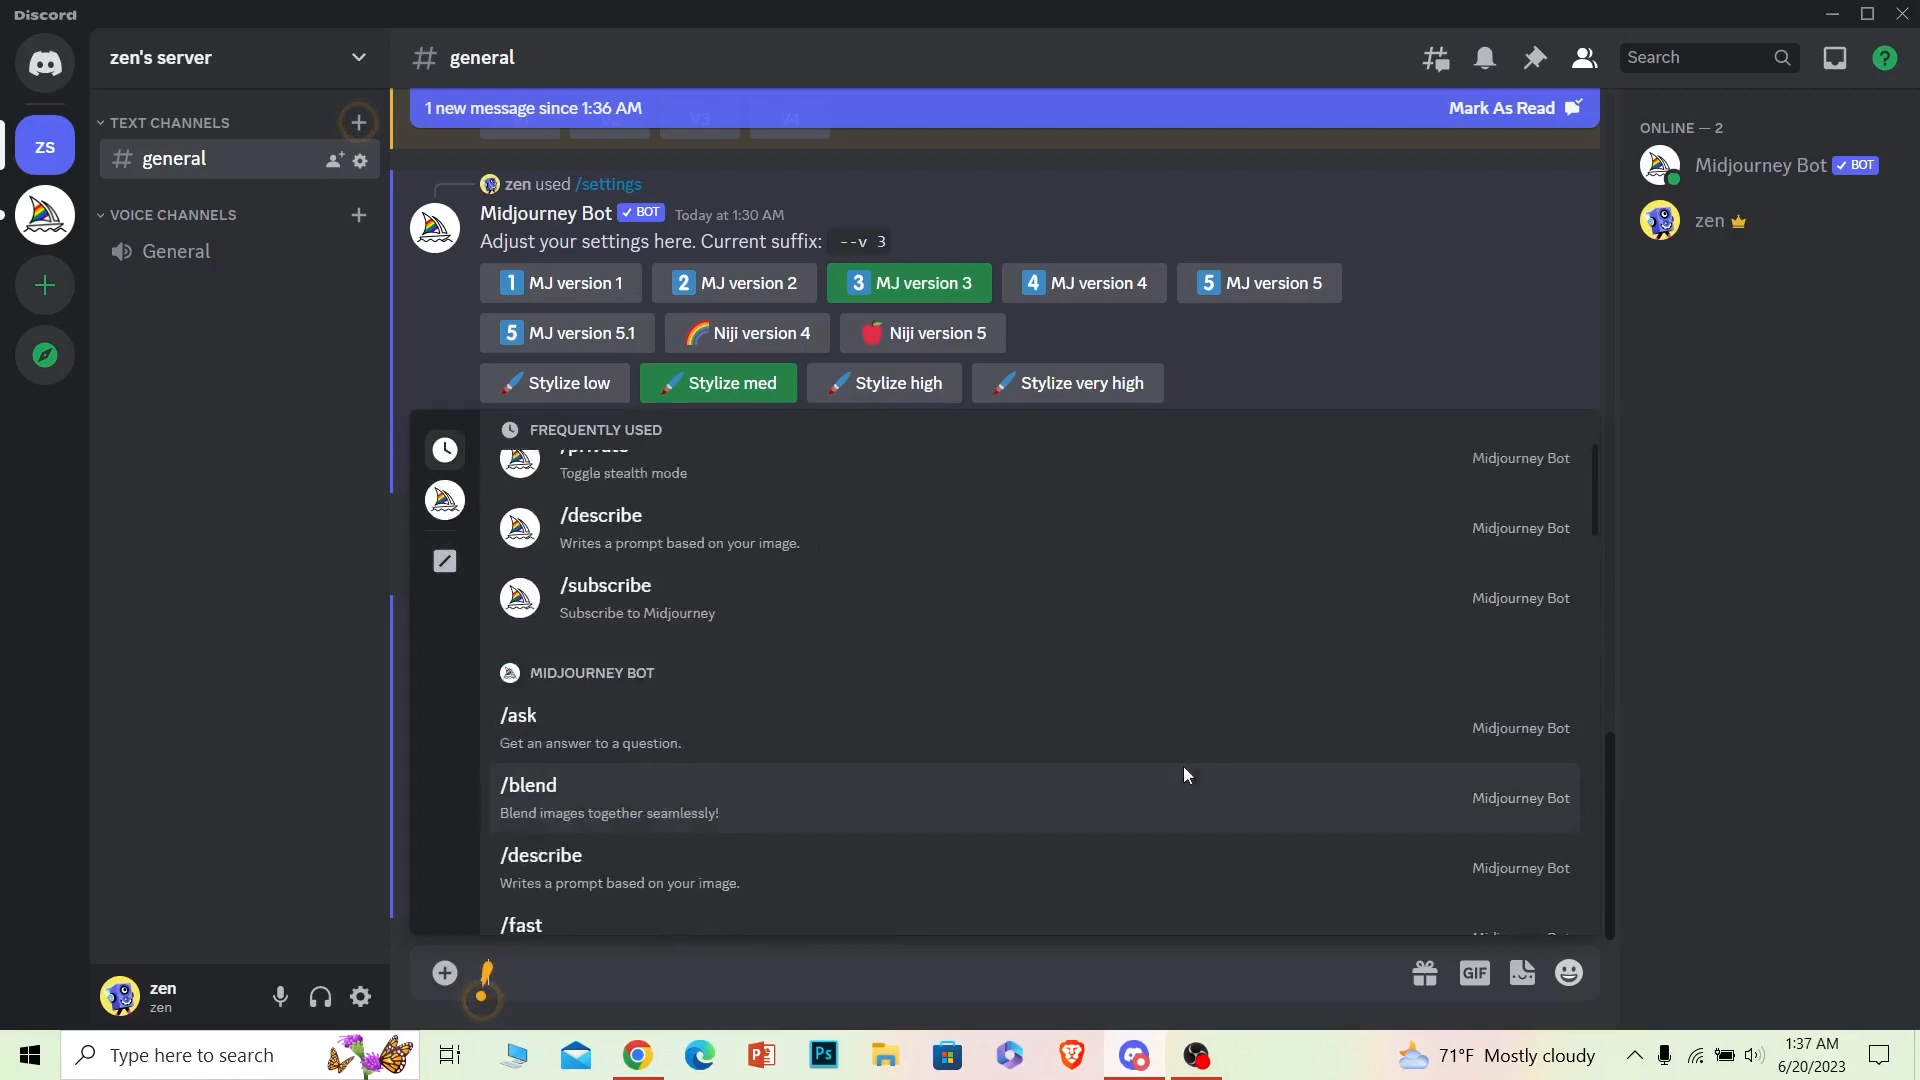 Discord
zen's server
# general
Search
1 new message since 1:36 AM
Mark As Read
V3
V4
ZS
TEXT CHANNELS
# general
VOICE CHANNELS
General
zen used /settings
Midjourney Bot ✓ BOT Today at 1:30 AM
Adjust your settings here. Current suffix: --v 3
1 MJ version 1
2 MJ version 2
3 MJ version 3
4 MJ version 4
5 MJ version 5
5 MJ version 5.1
Niji version 4
Niji version 5
Stylize low
Stylize med
Stylize high
Stylize very high
FREQUENTLY USED
/private
Midjourney Bot
Toggle stealth mode
/describe
Midjourney Bot
Writes a prompt based on your image.
/subscribe
Midjourney Bot
Subscribe to Midjourney
MIDJOURNEY BOT
/ask
Midjourney Bot
Get an answer to a question.
/blend
Midjourney Bot
Blend images together seamlessly!
/describe
Midjourney Bot
Writes a prompt based on your image.
/fast
ONLINE — 2
Midjourney Bot ✓ BOT
zen
zen
zen
GIF
Type here to search
Ps
71°F Mostly cloudy
1:37 AM
6/20/2023